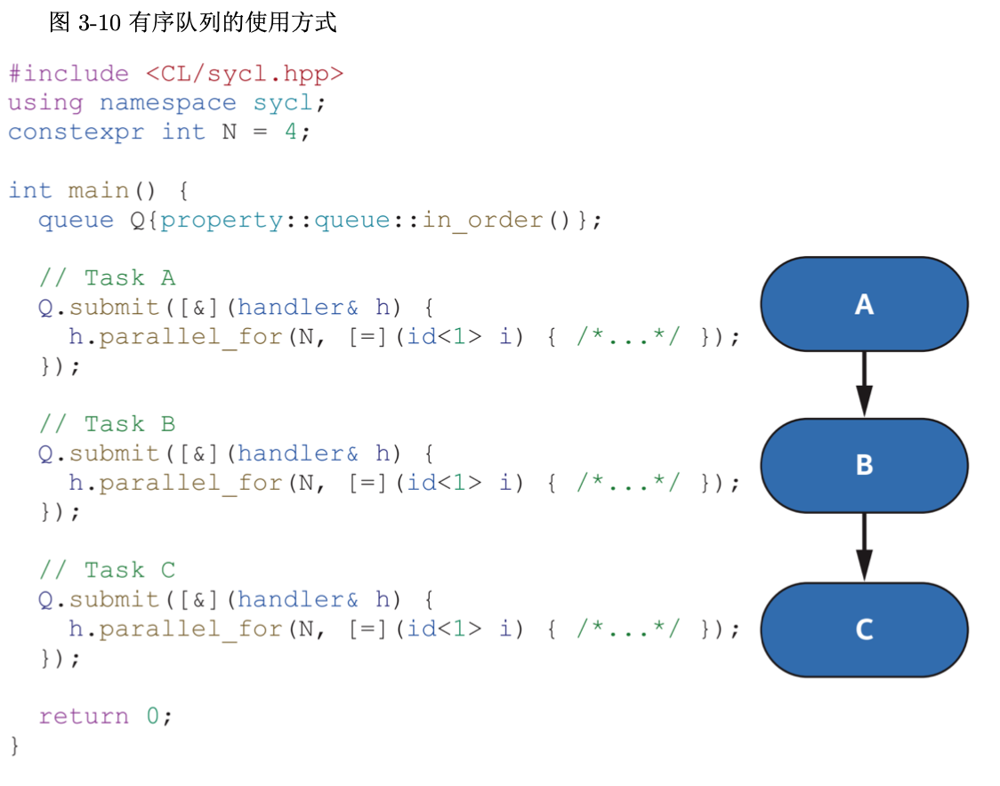 图 3-10 有序队列的使用方式
#include <CL/sycl.hpp>
using namespace sycl;
constexpr int N = 4;
int main() {
  queue Q{property::queue::in_order()};
  // Task A
  Q.submit([&](handler& h) {
    h.parallel_for(N, [=](id<1> i) { /*...*/ });
  });
  // Task B
  Q.submit([&](handler& h) {
    h.parallel_for(N, [=](id<1> i) { /*...*/ });
  });
  // Task C
  Q.submit([&](handler& h) {
    h.parallel_for(N, [=](id<1> i) { /*...*/ });
  });
  return 0;
}
A
B
C